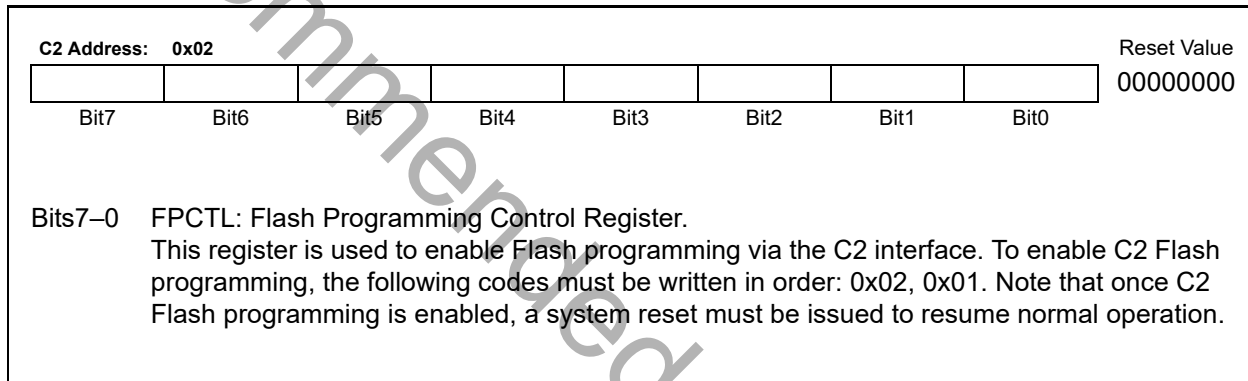 C2 Address: 0x02
Reset Value
00000000
Bit7 Bit6 Bit5 Bit4 Bit3 Bit2 Bit1 Bit0
Bits7–0 FPCTL: Flash Programming Control Register.
This register is used to enable Flash programming via the C2 interface. To enable C2 Flash
programming, the following codes must be written in order: 0x02, 0x01. Note that once C2
Flash programming is enabled, a system reset must be issued to resume normal operation.
ommended